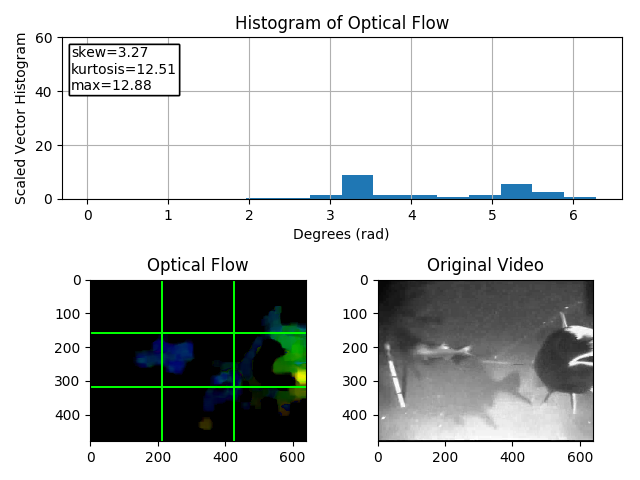 Histogram of Optical Flow
Scaled Vector Histogram
60
40
20
0
skew=3.27
kurtosis=12.51
max=12.88
0 1 2 3 4 5 6
Degrees (rad)
Optical Flow
0
100
200
300
400
0 200 400 600
Original Video
0
100
200
300
400
0 200 400 600